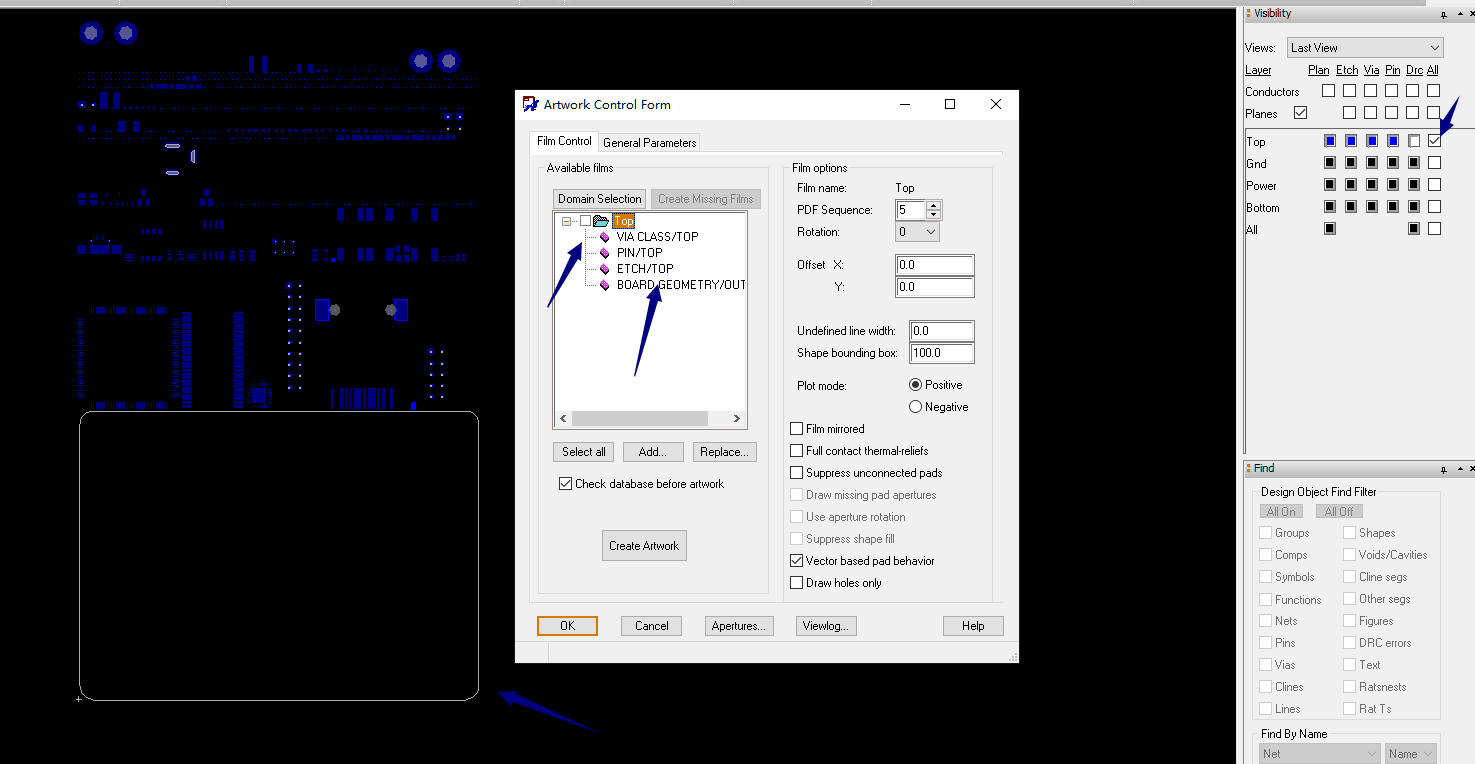 Artwork Control Form
Film Control
General Parameters
Available films
Domain Selection
Create Missing Films
Top
VIA CLASS/TOP
PIN/TOP
ETCH/TOP
BOARD GEOMETRY/OUT
Select all
Add...
Replace...
Check database before artwork
Create Artwork
Film options
Film name: Top
PDF Sequence: 5
Rotation: 0
Offset X: 0.0
Y: 0.0
Undefined line width: 0.0
Shape bounding box: 100.0
Plot mode: Positive
Negative
Film mirrored
Full contact thermal-reliefs
Suppress unconnected pads
Draw missing pad apertures
Use aperture rotation
Suppress shape fill
Vector based pad behavior
Draw holes only
OK
Cancel
Apertures...
Viewlog...
Help
Visibility
Views: Last View
Layer Plan Etch Via Pin Drc All
Conductors
Planes
Top
Gnd
Power
Bottom
All
Find
Design Object Find Filter
All On All Off
Groups Shapes
Comps Voids/Cavities
Symbols Cline segs
Functions Other segs
Nets Figures
Pins DRC errors
Vias Text
Clines Ratsnests
Lines Rat Ts
Find By Name
Net Name